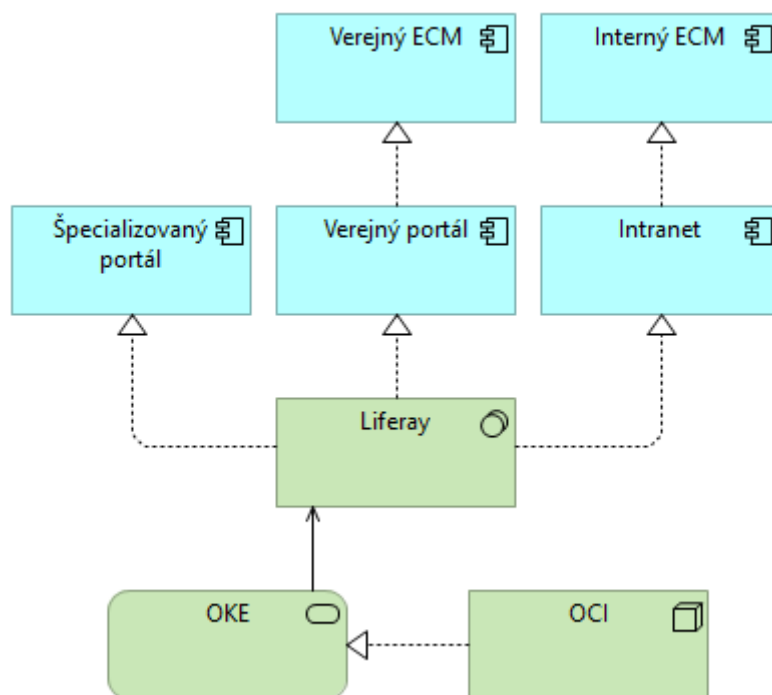 Verejný ECM
Interný ECM
Špecializovaný
portál
Verejný portál
Intranet
Liferay
OKE
OCI